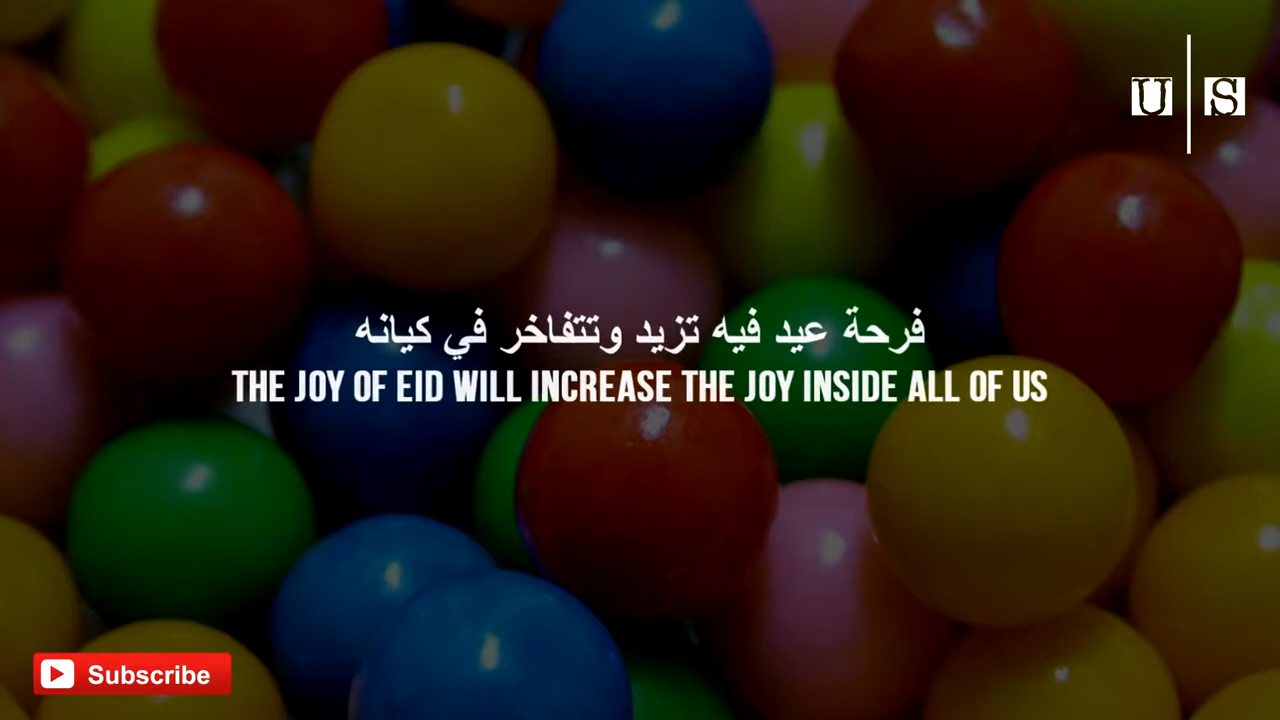 U | S
فرحة عيد فيه تزيد وتتفاخر في كيانه
THE JOY OF EID WILL INCREASE THE JOY INSIDE ALL OF US
Subscribe